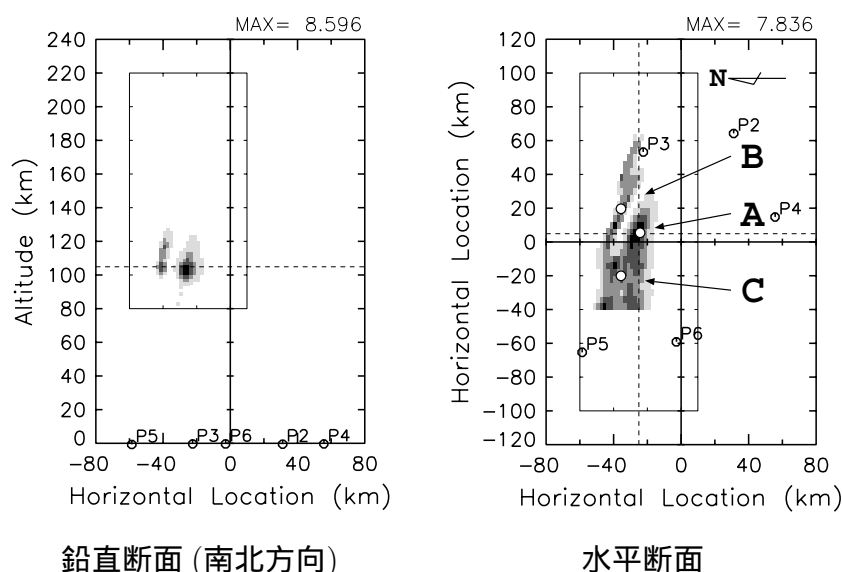 MAX= 8.596
240
220
200
180
160
140
120
100
80
60
40
20
0
Altitude (km)
P5 P3 P6 P2 P4
-80 -40 0 40 80
Horizontal Location (km)
鉛直断面 (南北方向)
MAX= 7.836
120
100
80
60
40
20
0
-20
-40
-60
-80
-100
-120
Horizontal Location (km)
N
P2
P3
B
A
P4
C
P6
P5
-80 -40 0 40 80
Horizontal Location (km)
水平断面